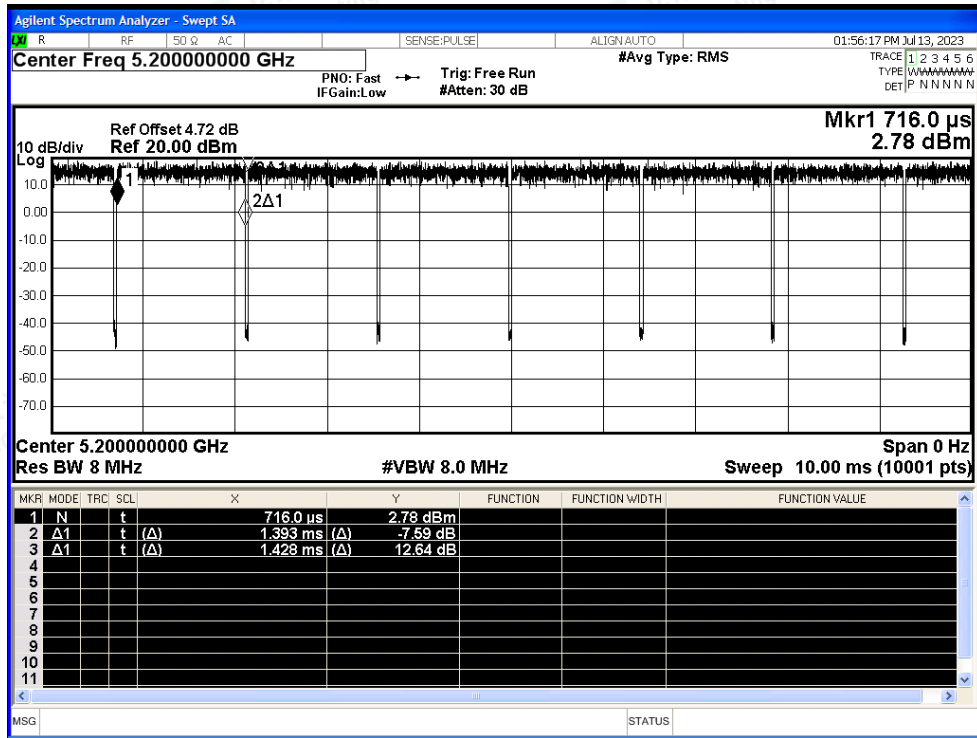 Agilent Spectrum Analyzer - Swept SA
LXI R RF 50 Ω AC SENSE:PULSE ALIGN AUTO 01:56:17 PM Jul 13, 2023
Center Freq 5.200000000 GHz
PNO: Fast
IFGain:Low
Trig: Free Run
#Atten: 30 dB
#Avg Type: RMS
TRACE 1 2 3 4 5 6
TYPE WWWWWW
DET P N N N N N
Ref Offset 4.72 dB
10 dB/div Ref 20.00 dBm
Log
Mkr1 716.0 µs
2.78 dBm
1
3Δ1
2Δ1
10.0
0.00
-10.0
-20.0
-30.0
-40.0
-50.0
-60.0
-70.0
Center 5.200000000 GHz Span 0 Hz
Res BW 8 MHz #VBW 8.0 MHz Sweep 10.00 ms (10001 pts)
MKR MODE TRC SCL X Y FUNCTION FUNCTION WIDTH FUNCTION VALUE
1 N t 716.0 µs 2.78 dBm
2 Δ1 t (Δ) 1.393 ms (Δ) -7.59 dB
3 Δ1 t (Δ) 1.428 ms (Δ) 12.64 dB
4
5
6
7
8
9
10
11
MSG STATUS